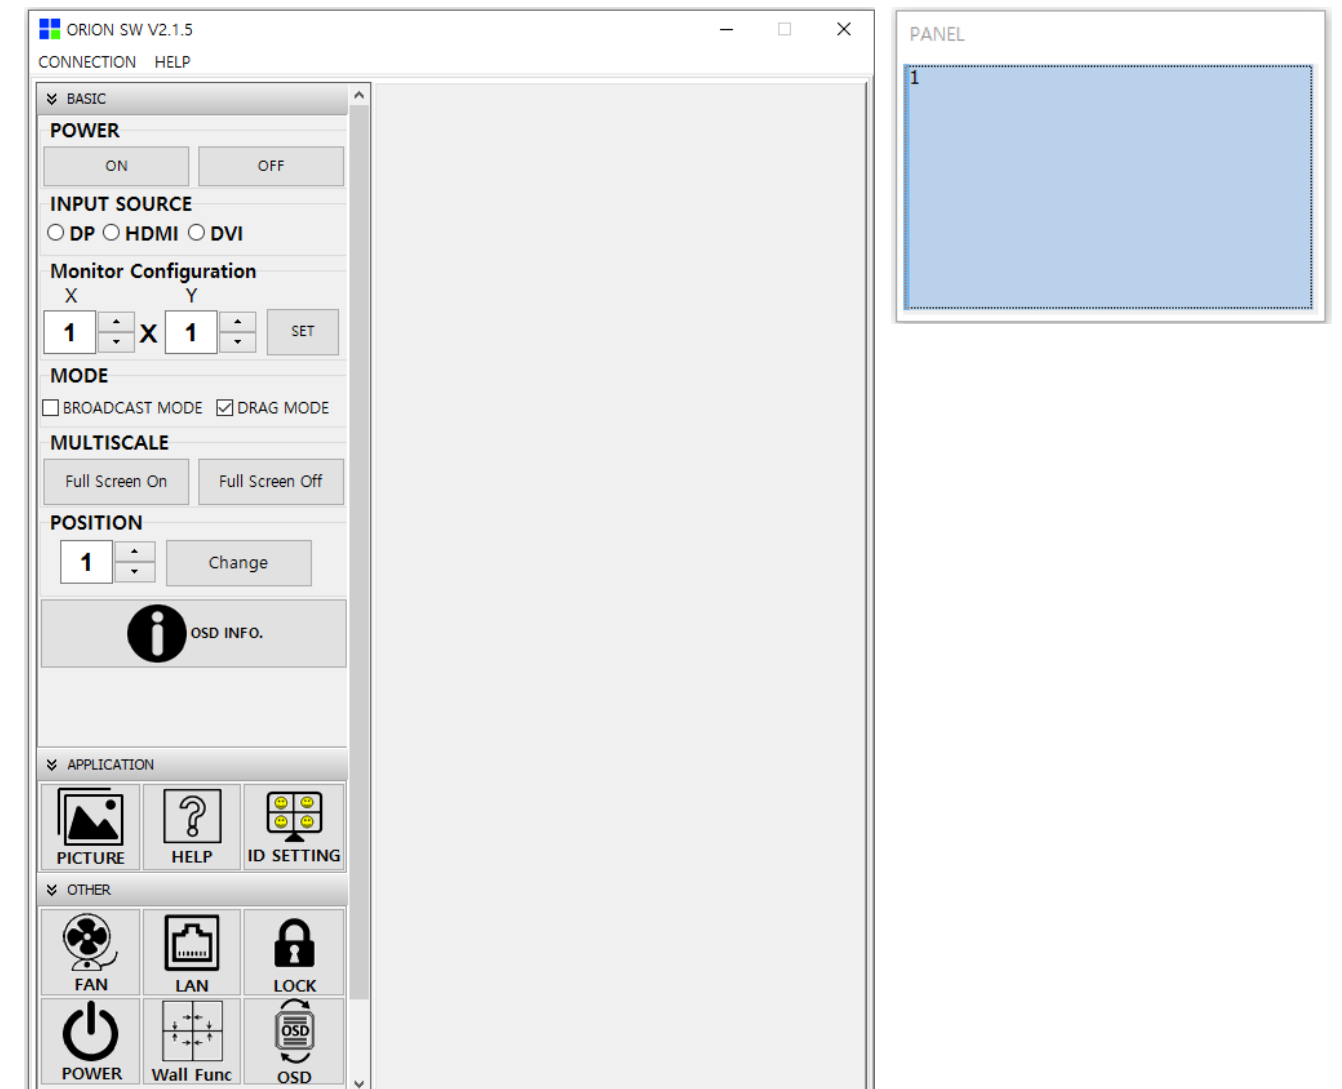 ORION SW V2.1.5
CONNECTION HELP
BASIC
POWER
ON OFF
INPUT SOURCE
DP HDMI DVI
Monitor Configuration
X Y
1 X 1 SET
MODE
BROADCAST MODE DRAG MODE
MULTISCALE
Full Screen On Full Screen Off
POSITION
1 Change
OSD INFO.
APPLICATION
PICTURE HELP ID SETTING
OTHER
FAN LAN LOCK
OSD
POWER Wall Func OSD
PANEL
1